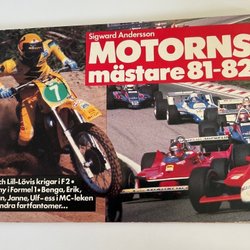 Sigward Andersson
MOTORNS
mästare 81-82
ch Lill-Lövis krigar i F 2 •
ny i Formel 1 • Benga, Erik,
n, Janne, Ulf - ess i MC-leken
ndra fartfantomer...
7